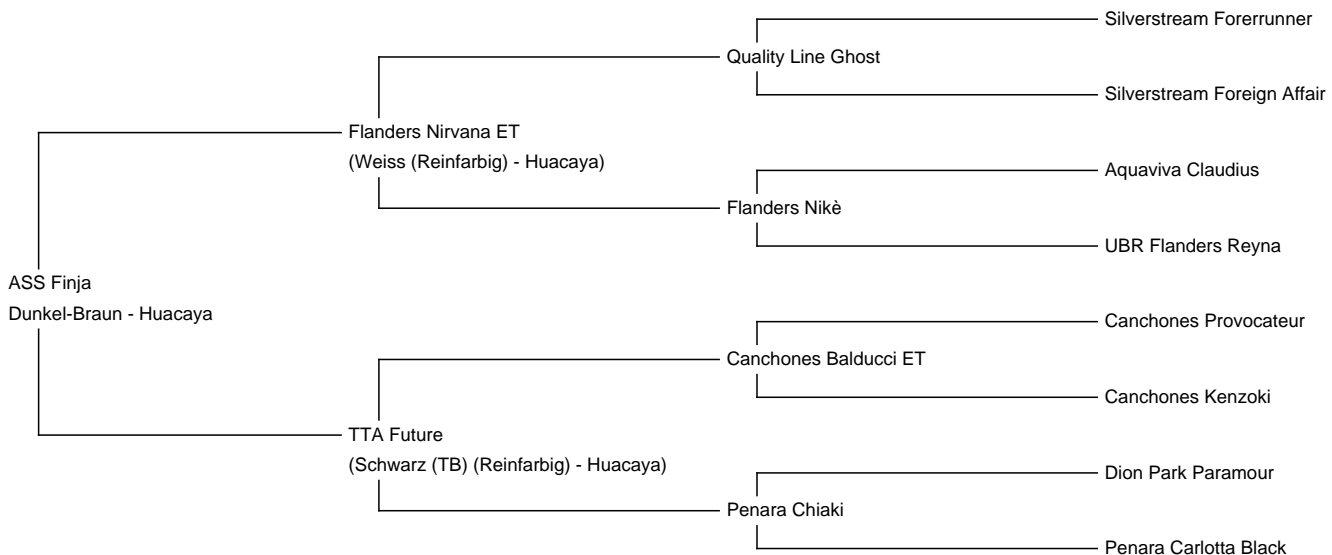 Silverstream Forerrunner
Quality Line Ghost
Silverstream Foreign Affair
Flanders Nirvana ET
(Weiss (Reinfarbig) - Huacaya)
Aquaviva Claudius
Flanders Nikè
UBR Flanders Reyna
ASS Finja
Dunkel-Braun - Huacaya
Canchones Provocateur
Canchones Balducci ET
Canchones Kenzoki
TTA Future
(Schwarz (TB) (Reinfarbig) - Huacaya)
Dion Park Paramour
Penara Chiaki
Penara Carlotta Black